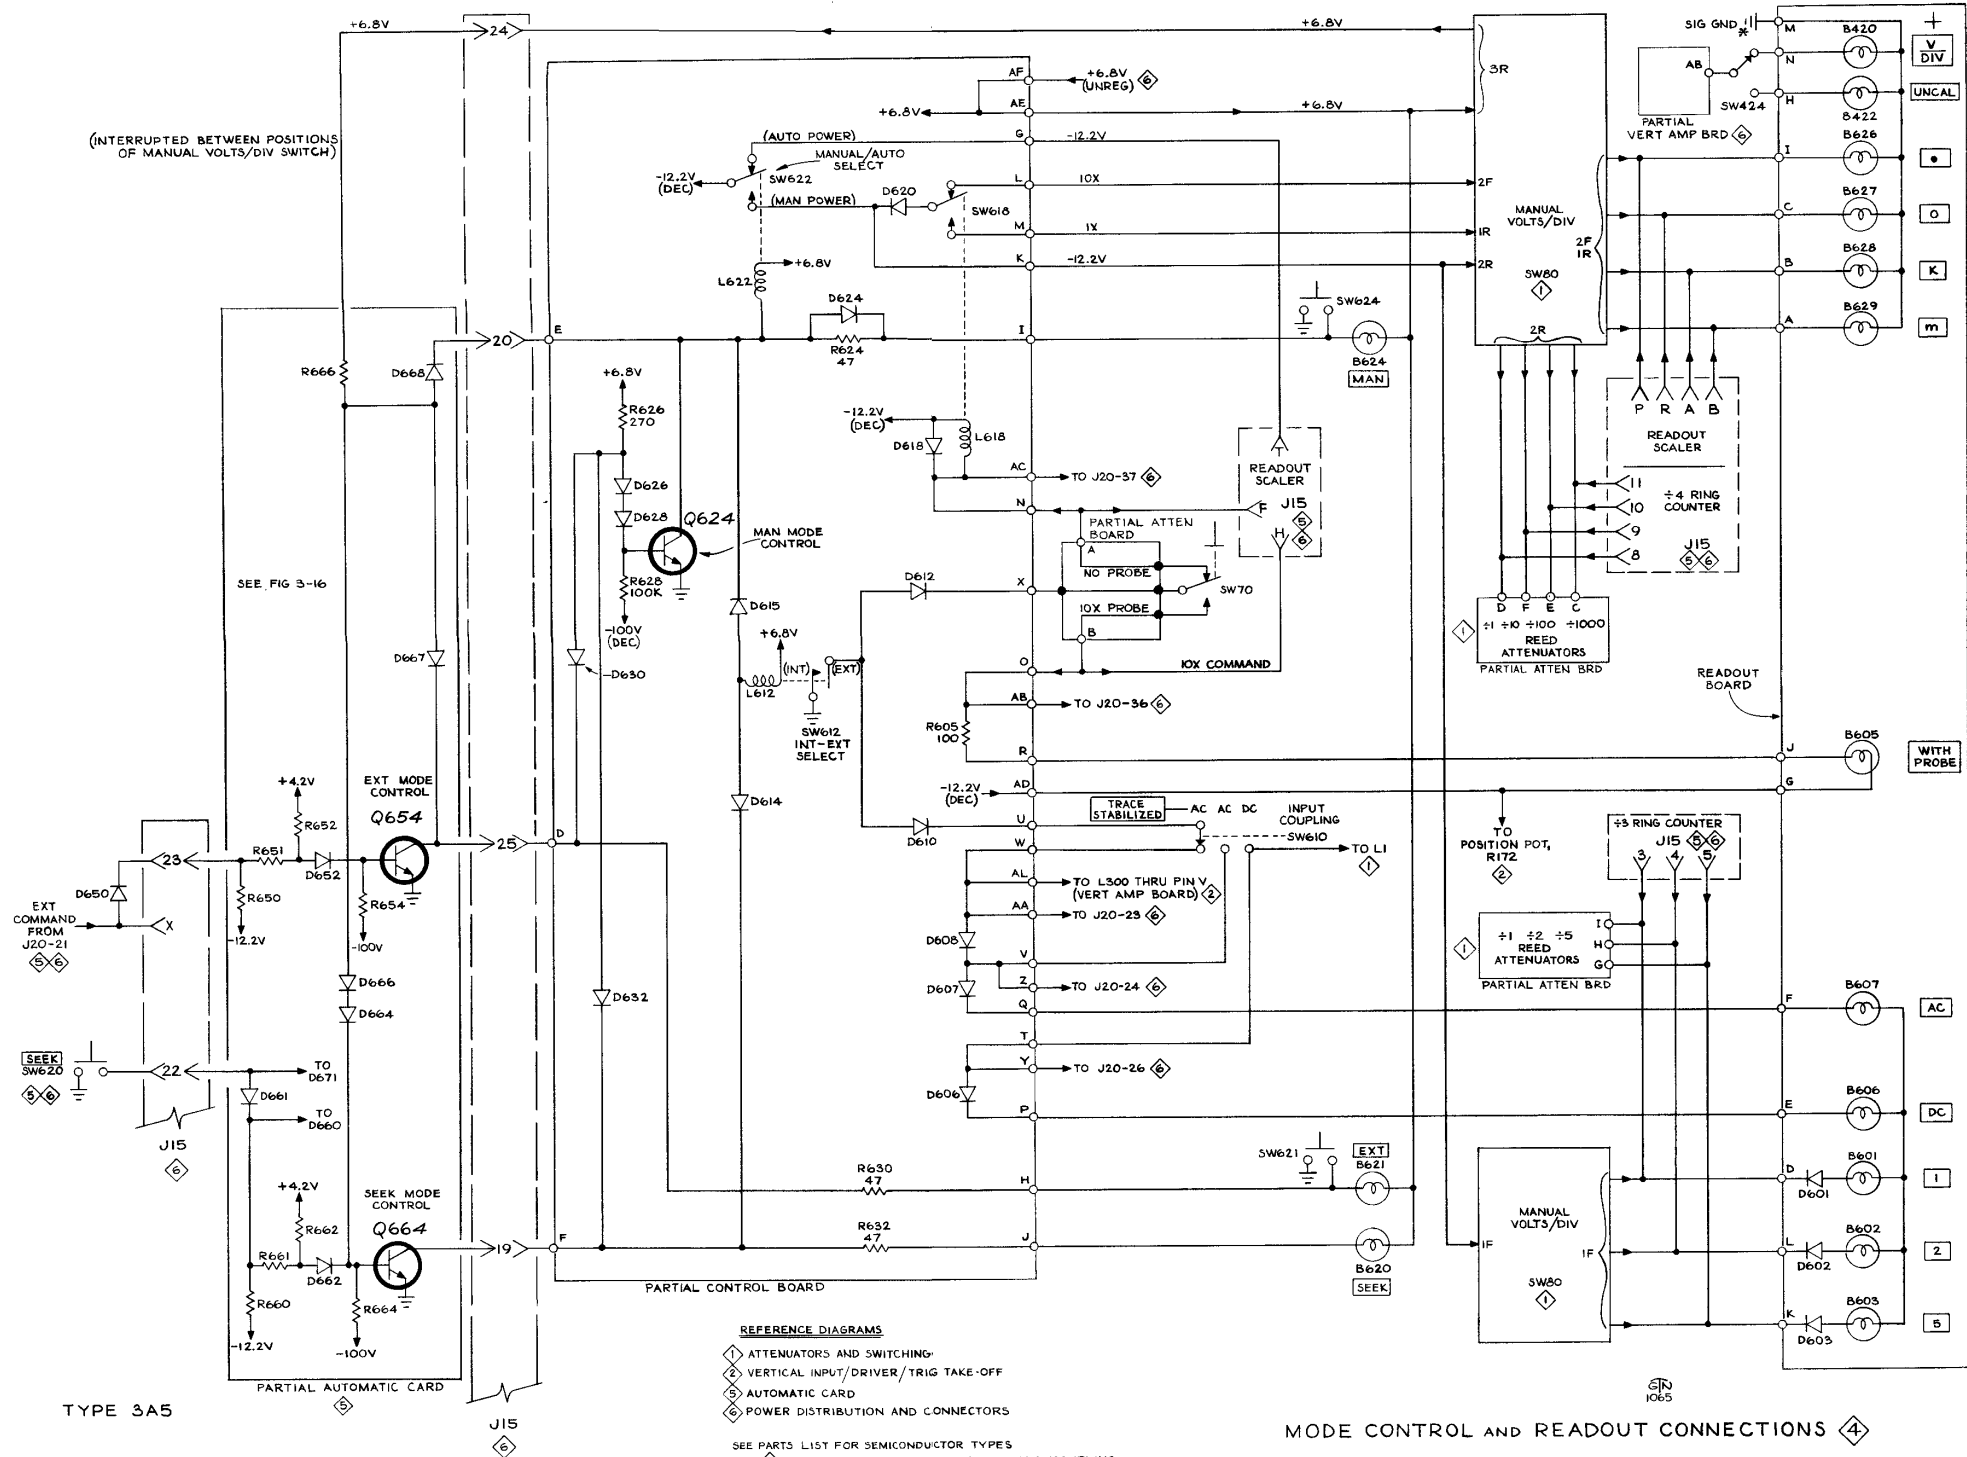 +6.8V
24
+6.8V
SIG GND
*
M
+
B420
V
DIV
N
AB
3R
AF
+6.8V
(UNREG) 6
AE
+6.8V
+6.8V
SW424
H
UNCAL
B422
PARTIAL
VERT AMP BRD 6
(INTERRUPTED BETWEEN POSITIONS
OF MANUAL VOLTS/DIV SWITCH)
(AUTO POWER)
G
-12.2V
B626
I
•
MANUAL/AUTO
SELECT
-12.2V
(DEC)
SW622
(MAN POWER)
D620
L
10X
2F
SW618
MANUAL
VOLTS/DIV
B627
C
O
M
1X
1R
2F
1R
B628
B
K
K
-12.2V
2R
SW80
1
+6.8V
L622
D624
SW624
B629
A
m
20
E
I
R624
47
2R
B624
MAN
R666
D668
+6.8V
R626
270
-12.2V
(DEC)
D618
L618
AC
TO J20-37 6
READOUT
SCALER
P R A B
READOUT
SCALER
÷4 RING
COUNTER
11
10
9
8
J15
5 6
D626
D628
Q624
MAN MODE
CONTROL
N
PARTIAL ATTEN
BOARD
A
F
J15
5
6
H
NO PROBE
SW70
10X PROBE
B
SEE FIG 3-16
R628
100K
-100V
(DEC)
D612
X
D615
D F E C
÷1 ÷10 ÷100 ÷1000
1
REED
ATTENUATORS
PARTIAL ATTEN BRD
+6.8V
(INT)
(EXT)
L612
D667
D630
O
10X COMMAND
AB
TO J20-36 6
READOUT
BOARD
SW612
INT-EXT
SELECT
R605
100
R
J
B605
WITH
PROBE
+4.2V
EXT MODE
CONTROL
Q654
-12.2V
(DEC)
AD
G
D614
TRACE
STABILIZED
AC AC DC
INPUT
COUPLING
SW610
U
D610
TO
POSITION POT,
R172
2
÷3 RING COUNTER
J15 5 6
3 4 5
R652
23
R651
D652
25
D
W
TO L1
1
D650
R650
R654
AL
TO L300 THRU PIN V
(VERT AMP BOARD) 2
EXT
COMMAND
FROM
J20-21
5 6
X
-12.2V
-100V
AA
TO J20-23 6
D608
V
1
÷1 ÷2 ÷5
REED
ATTENUATORS
I
H
G
PARTIAL ATTEN BRD
D666
D664
D632
D607
Z
TO J20-24 6
Q
F
B607
AC
T
SEEK
SW620
5 6
22
TO
D671
Y
TO J20-26 6
D661
TO
D660
D606
P
E
B606
DC
J15
6
SW621
EXT
B621
R630
47
H
B601
D
D601
1
+4.2V
SEEK MODE
CONTROL
Q664
MANUAL
VOLTS/DIV
R662
R632
47
J
1F
1F
B602
L
D602
2
R661
D662
19
F
B620
SEEK
R660
R664
PARTIAL CONTROL BOARD
SW80
1
B603
K
D603
5
-12.2V
-100V
REFERENCE DIAGRAMS
1 ATTENUATORS AND SWITCHING
2 VERTICAL INPUT/DRIVER/TRIG TAKE-OFF
5 AUTOMATIC CARD
6 POWER DISTRIBUTION AND CONNECTORS
PARTIAL AUTOMATIC CARD
5
TYPE 3A5
J15
6
GTN
1065
MODE CONTROL AND READOUT CONNECTIONS 4
SEE PARTS LIST FOR SEMICONDUCTOR TYPES